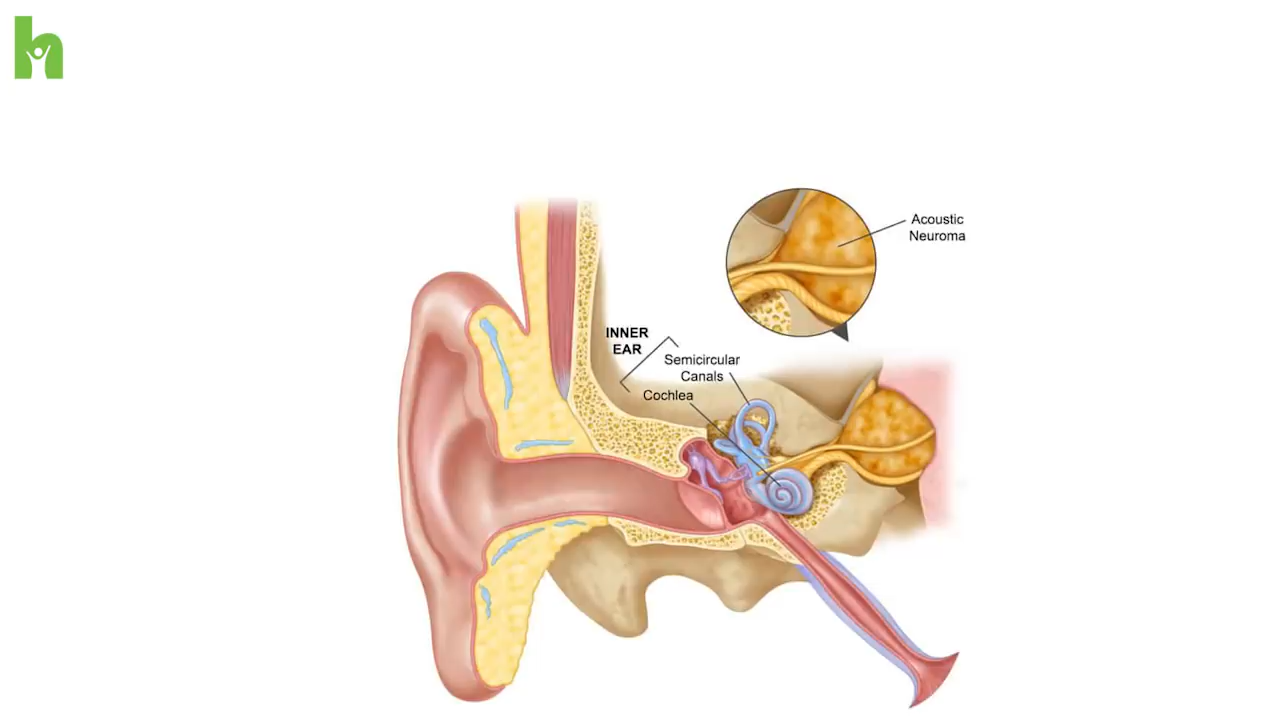 Acoustic
Neuroma
INNER
EAR
Semicircular
Canals
Cochlea